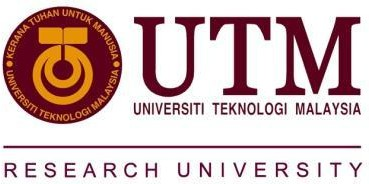 KERANA TUHAN UNTUK MANUSIA
UNIVERSITI TEKNOLOGI MALAYSIA
UTM
UNIVERSITI TEKNOLOGI MALAYSIA
RESEARCH UNIVERSITY